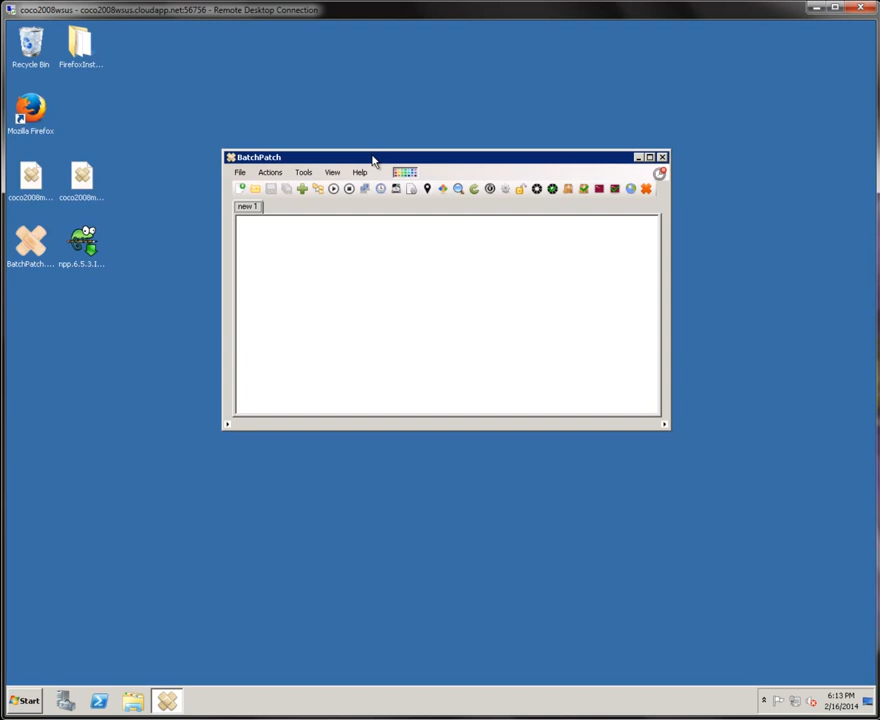 coco2008wsus - coco2008wsus.cloudapp.net:56756 - Remote Desktop Connection
Recycle Bin
FirefoxInst...
Mozilla Firefox
coco2008m...
coco2008m...
BatchPatch....
npp.6.5.3.I...
BatchPatch
File Actions Tools View Help
new 1
Start
6:13 PM
2/16/2014